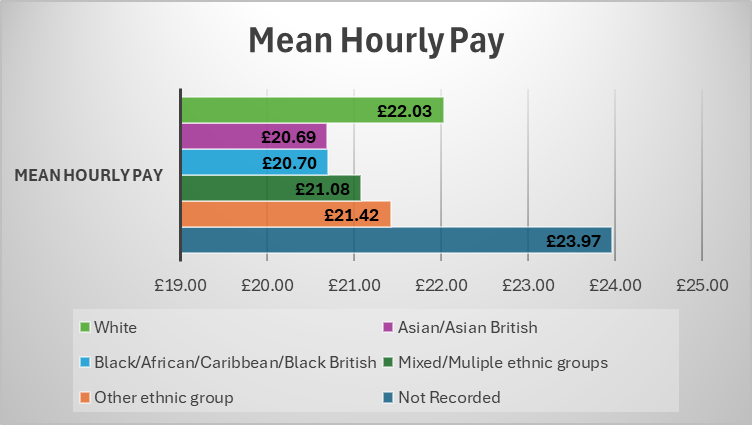 Mean Hourly Pay
£22.03
£20.69
£20.70
MEAN HOURLY PAY
£21.08
£21.42
£23.97
£19.00 £20.00 £21.00 £22.00 £23.00 £24.00 £25.00
White Asian/Asian British
Black/African/Caribbean/Black British Mixed/Muliple ethnic groups
Other ethnic group Not Recorded